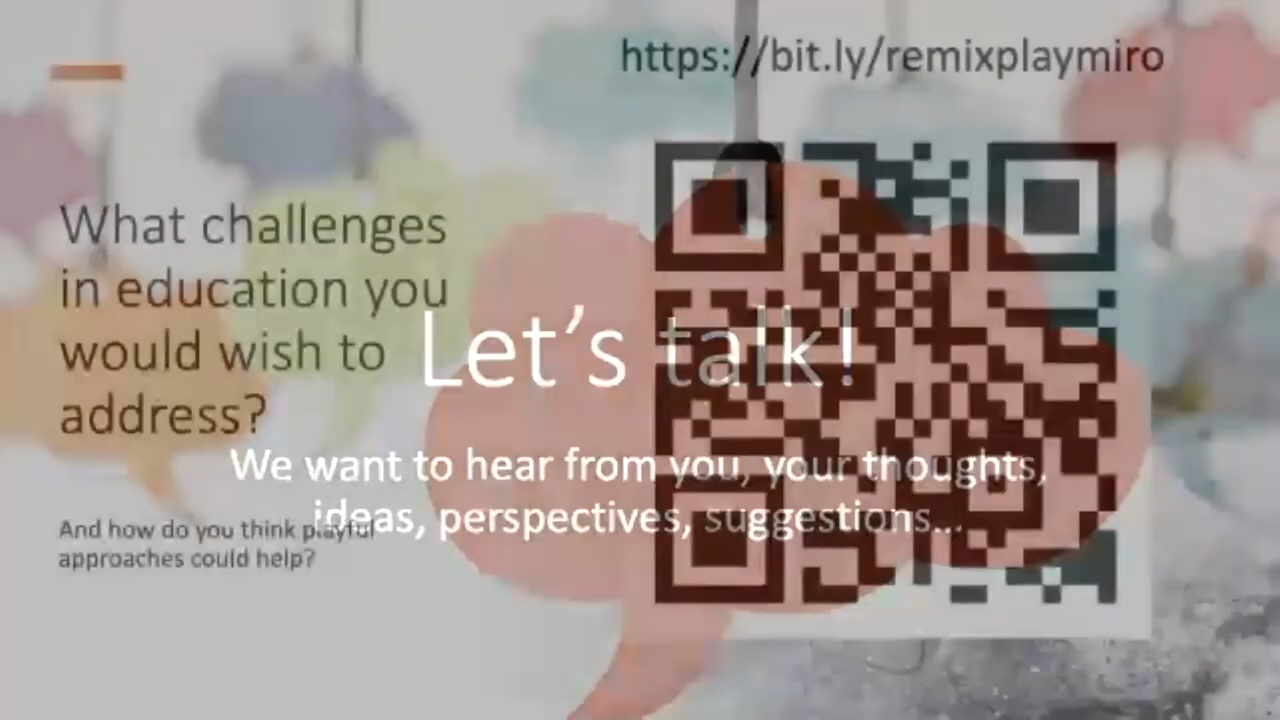 https://bit.ly/remixplaymiro
What challenges
in education you
would wish to
address?
Let's talk!
We want to hear from you, your thoughts,
ideas, perspectives, suggestions...
And how do you think playful
approaches could help?